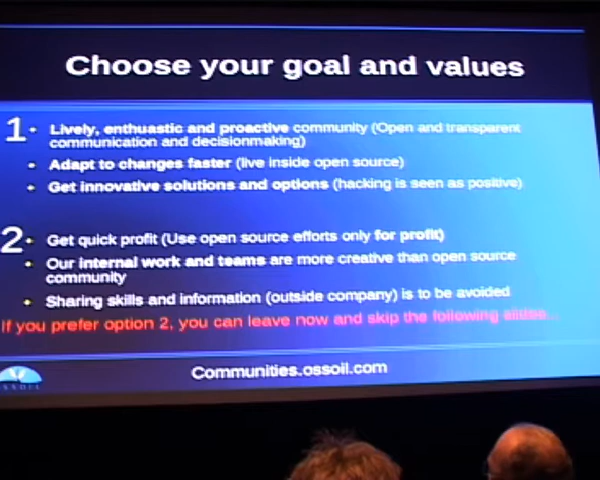 Choose your goal and values
1 • Lively, enthuastic and proactive community (Open and transparent
communication and decisionmaking)
• Adapt to changes faster (live inside open source)
• Get innovative solutions and options (hacking is seen as positive)
2 • Get quick profit (Use open source efforts only for profit)
• Our internal work and teams are more creative than open source
community
• Sharing skills and information (outside company) is to be avoided
If you prefer option 2, you can leave now and skip the following slides...
Communities.ossoil.com